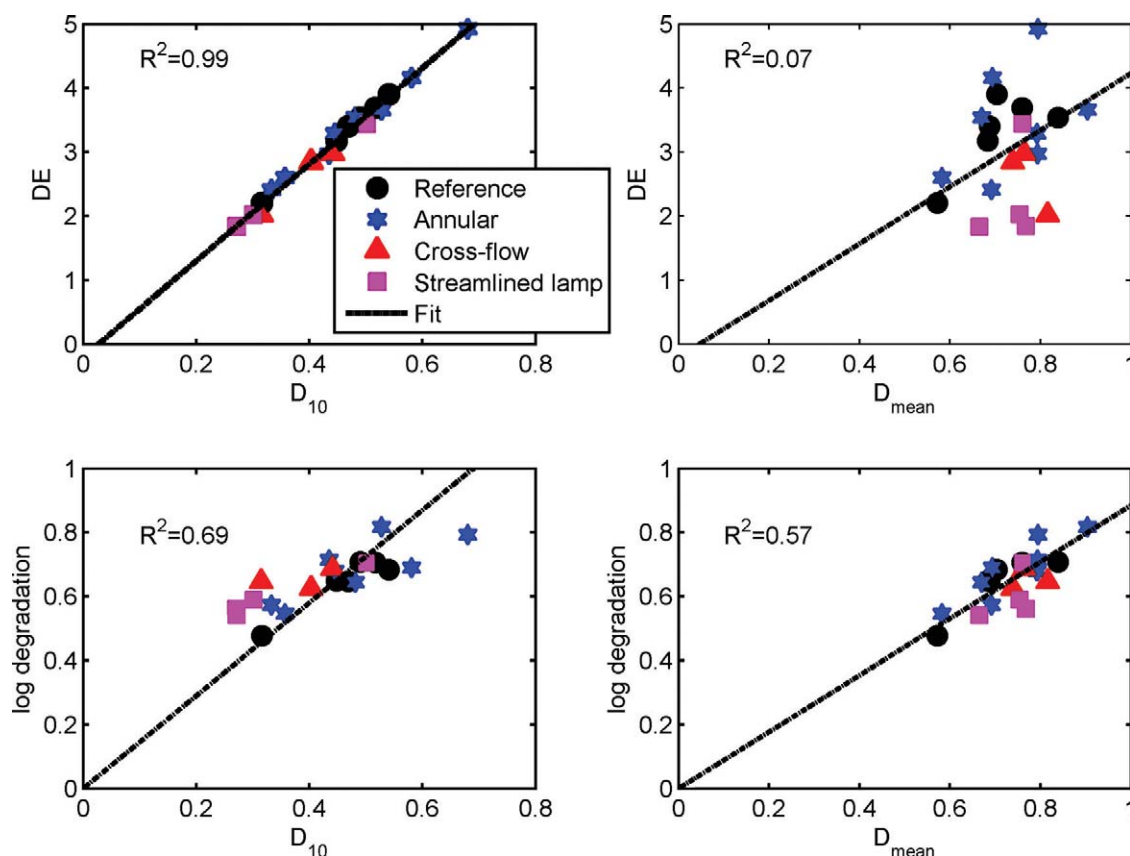 R²=0.99
DE
5
4
3
2
1
0
0 0.2 0.4 0.6 0.8
D₁₀
Reference
Annular
Cross-flow
Streamlined lamp
Fit
R²=0.07
DE
5
4
3
2
1
0
0 0.2 0.4 0.6 0.8 1
Dmean
R²=0.69
log degradation
1
0.8
0.6
0.4
0.2
0
0 0.2 0.4 0.6 0.8
D₁₀
R²=0.57
log degradation
1
0.8
0.6
0.4
0.2
0
0 0.2 0.4 0.6 0.8 1
Dmean